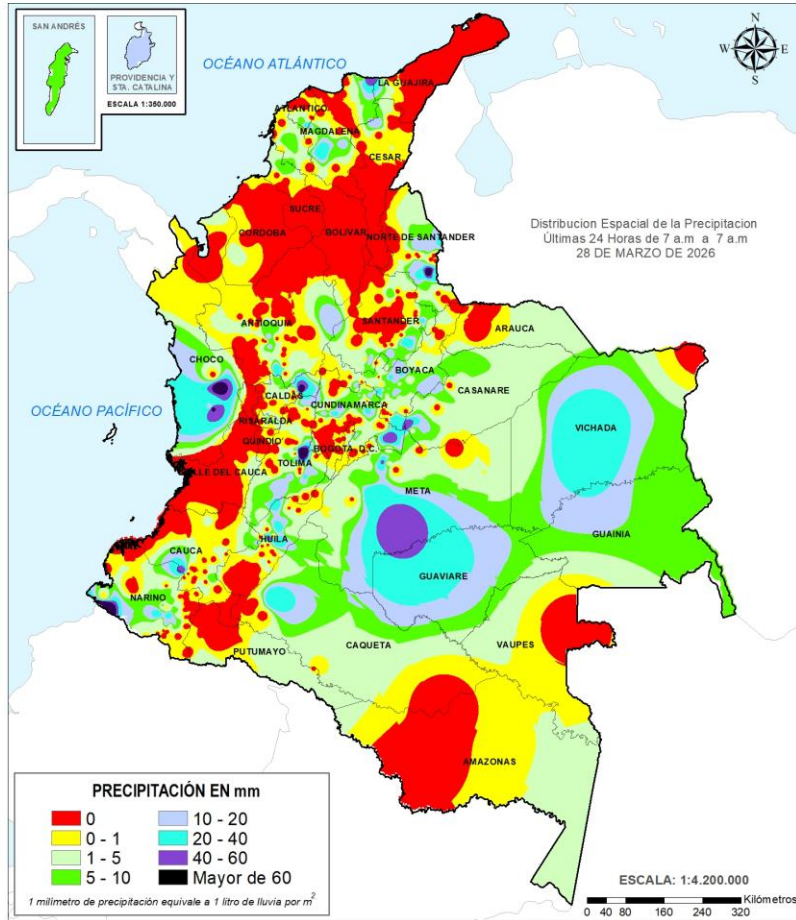 SAN ANDRÉS
PROVIDENCIA Y
STA. CATALINA
ESCALA 1:350.000
OCÉANO ATLÁNTICO
N
W
E
S
LA GUAJIRA
ATLANTICO
MAGDALENA
CESAR
SUCRE
CORDOBA
BOLIVAR
NORTE DE SANTANDER
Distribucion Espacial de la Precipitacion
Últimas 24 Horas de 7 a.m a 7 a.m
28 DE MARZO DE 2026
ANTIOQUIA
SANTANDER
ARAUCA
CHOCO
BOYACA
CASANARE
OCÉANO PACÍFICO
CALDAS
CUNDINAMARCA
RISARALDA
VICHADA
QUINDIO
BOGOTA D.C.
TOLIMA
VALLE DEL CAUCA
META
GUAINIA
CAUCA
HUILA
GUAVIARE
NARIÑO
CAQUETA
VAUPES
PUTUMAYO
AMAZONAS
PRECIPITACIÓN EN mm
0
10 - 20
0 - 1
20 - 40
1 - 5
40 - 60
5 - 10
Mayor de 60
1 milímetro de precipitación equivale a 1 litro de lluvia por m²
ESCALA: 1:4.200.000
Kilómetros
0 40 80 160 240 320